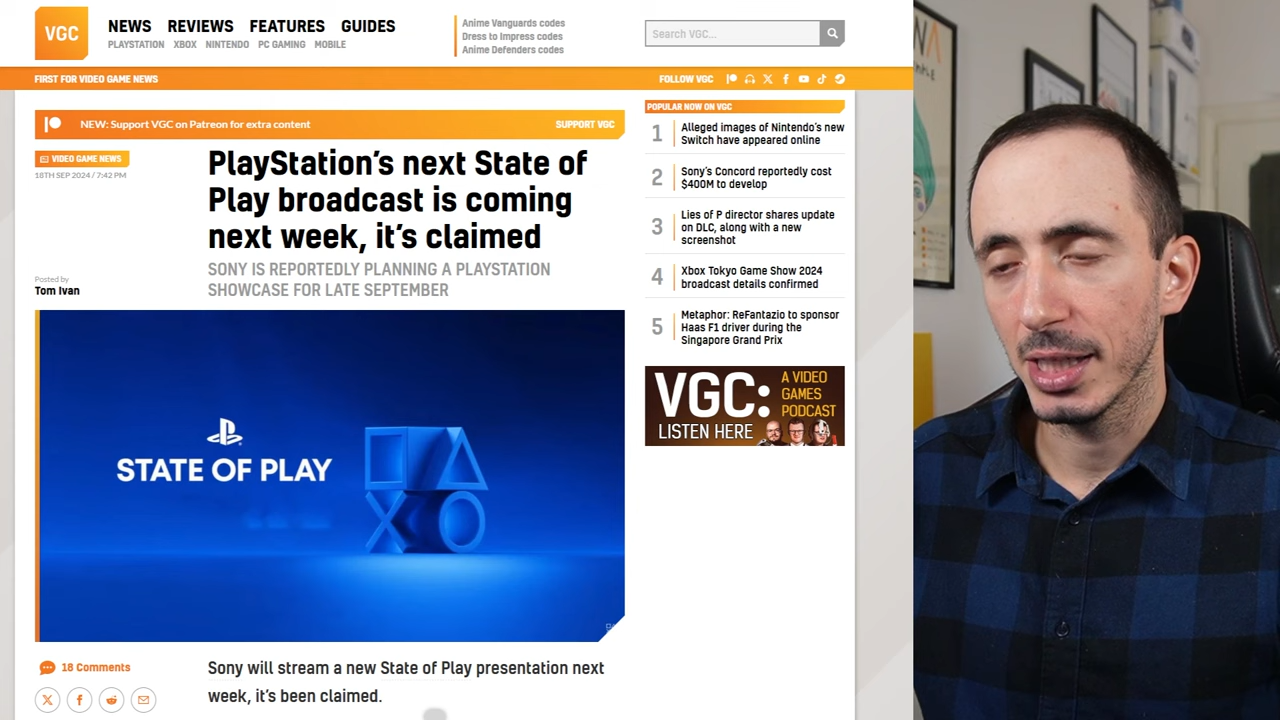 VGC
NEWS REVIEWS FEATURES GUIDES
PLAYSTATION XBOX NINTENDO PC GAMING MOBILE
Anime Vanguards codes
Dress to Impress codes
Anime Defenders codes
Search VGC...
FIRST FOR VIDEO GAME NEWS
FOLLOW VGC
NEW: Support VGC on Patreon for extra content
SUPPORT VGC
VIDEO GAME NEWS
18TH SEP 2024 / 7:42 PM
PlayStation's next State of
Play broadcast is coming
next week, it's claimed
SONY IS REPORTEDLY PLANNING A PLAYSTATION
SHOWCASE FOR LATE SEPTEMBER
Posted by
Tom Ivan
STATE OF PLAY
18 Comments
Sony will stream a new State of Play presentation next
week, it's been claimed.
POPULAR NOW ON VGC
1
Alleged images of Nintendo's new
Switch have appeared online
2
Sony's Concord reportedly cost
$400M to develop
3
Lies of P director shares update
on DLC, along with a new
screenshot
4
Xbox Tokyo Game Show 2024
broadcast details confirmed
5
Metaphor: ReFantazio to sponsor
Haas F1 driver during the
Singapore Grand Prix
VGC:
A VIDEO
GAMES
PODCAST
LISTEN HERE